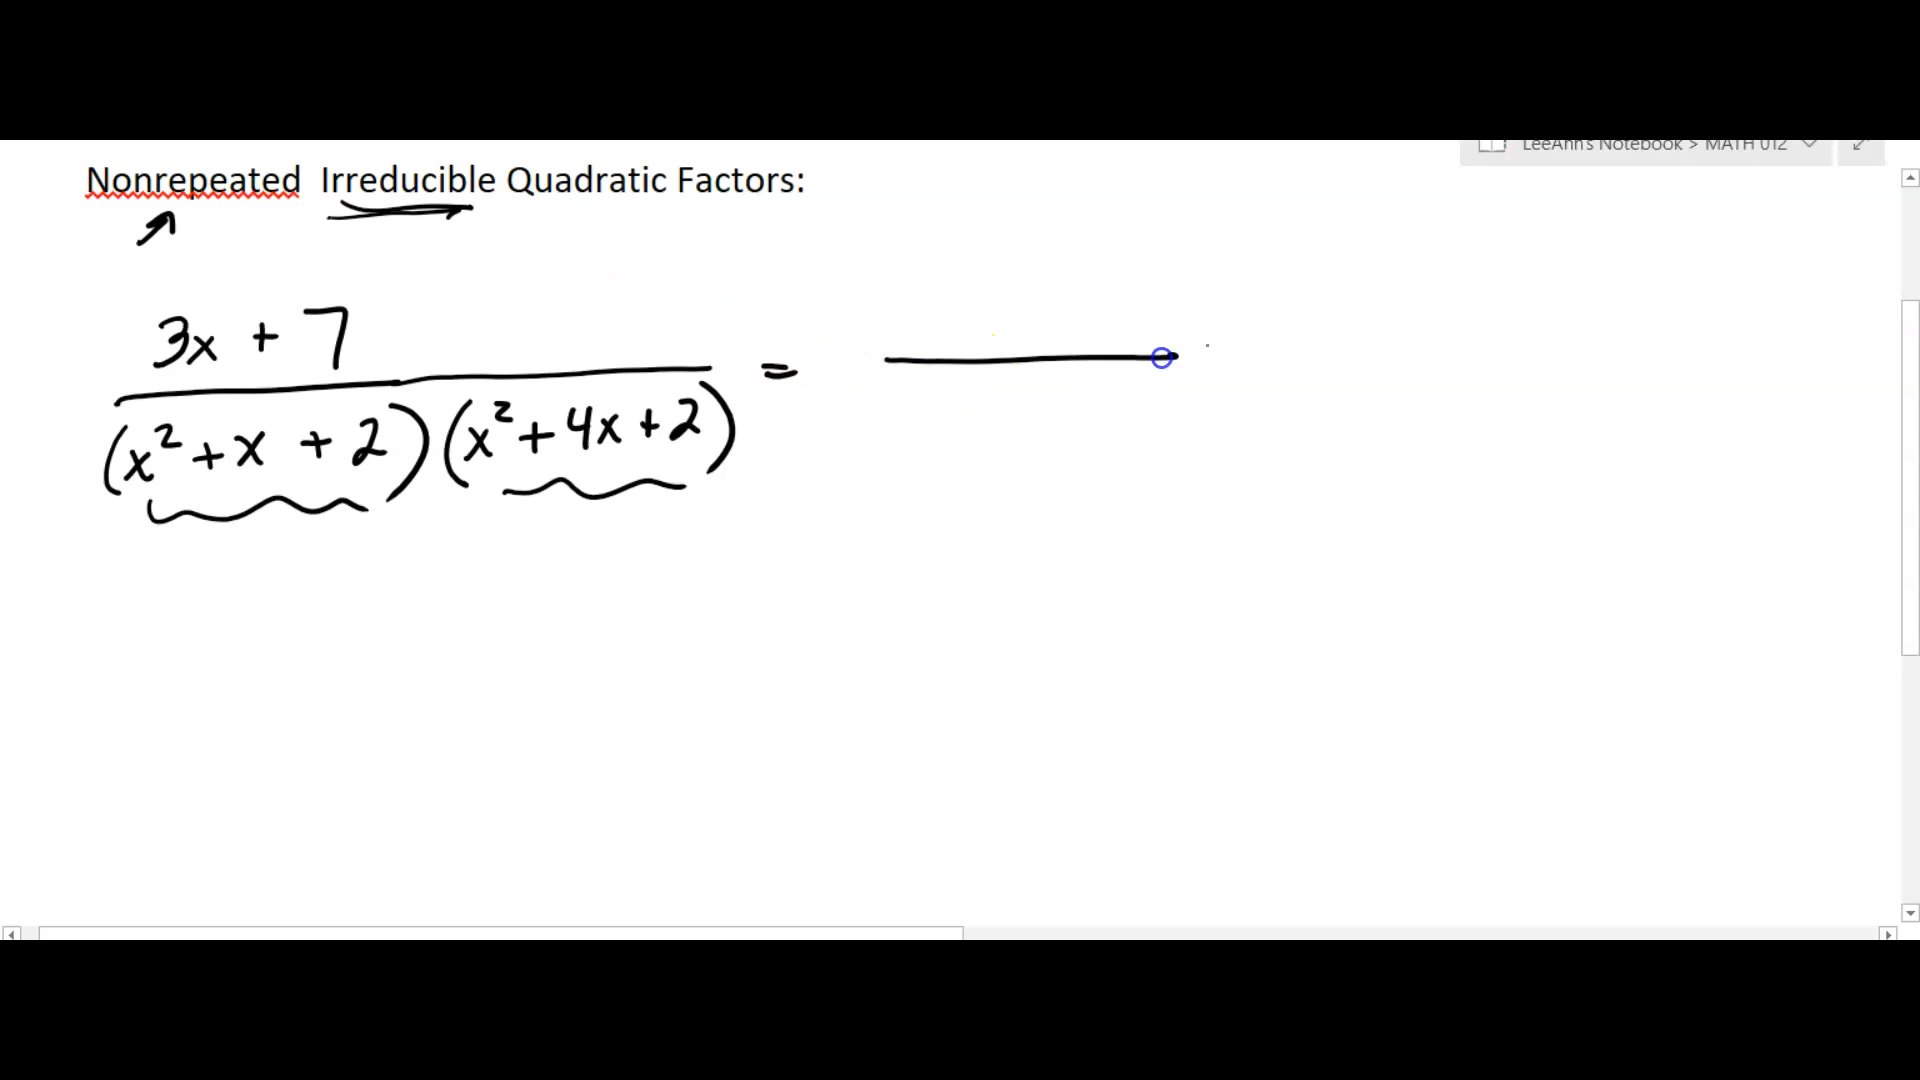 LeeAnn's Notebook > MATH 012
Nonrepeated Irreducible Quadratic Factors:
3x + 7
=
(x² + x + 2)(x² + 4x + 2)